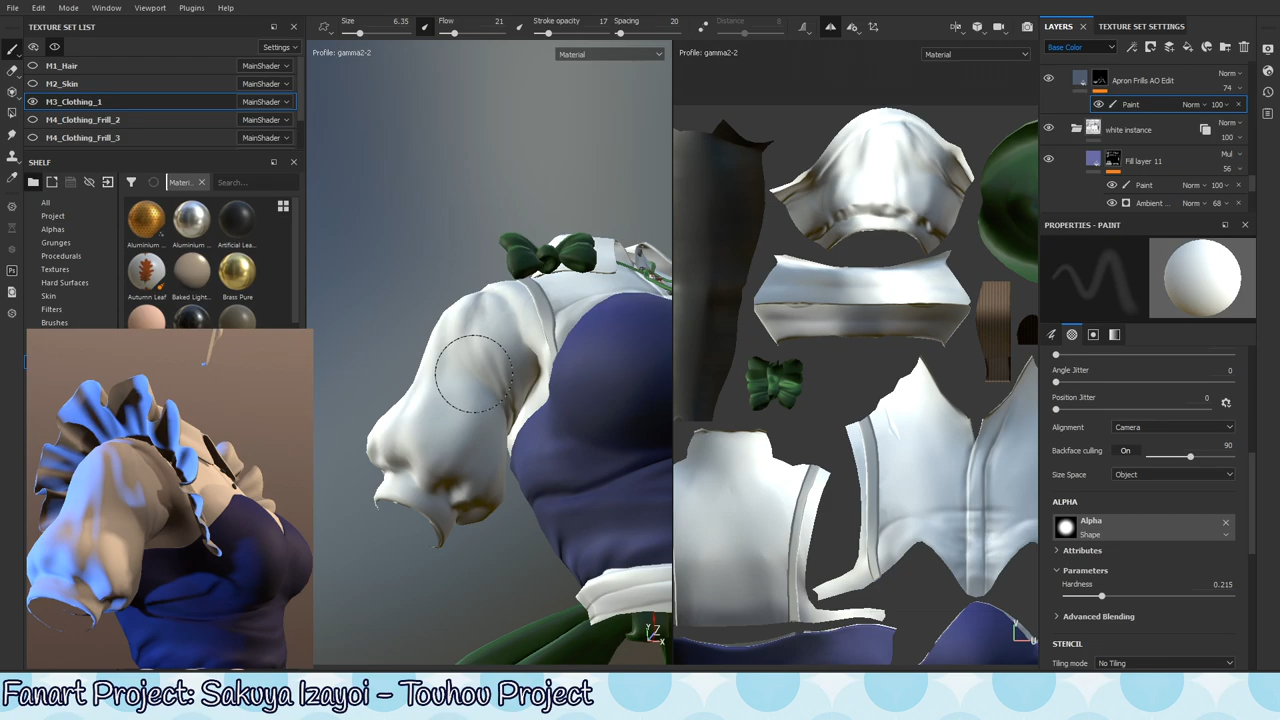 File Edit Mode Window Viewport Plugins Help
TEXTURE SET LIST
Settings
M1_Hair MainShader
M2_Skin MainShader
M3_Clothing_1 MainShader
M4_Clothing_Frill_2 MainShader
M4_Clothing_Frill_3 MainShader
SHELF
Materi... Search...
All
Project
Alphas
Grunges
Procedurals
Textures
Hard Surfaces
Skin
Filters
Brushes
Aluminium ... Aluminium ... Artificial Lea...
Autumn Leaf Baked Light... Brass Pure
Size 6.35 Flow 21 Stroke opacity 17 Spacing 20 Distance 8
Profile: gamma2-2 Material
Profile: gamma2-2 Material
LAYERS TEXTURE SET SETTINGS
Base Color
Apron Frills AO Edit Norm 74
Paint Norm 100
white instance Norm 100
Fill layer 11 Mul 56
Paint Norm 100
Ambient ... Norm 68
PROPERTIES - PAINT
Angle Jitter 0
Position Jitter 0
Alignment Camera
Backface culling On 90
Size Space Object
ALPHA
Alpha
Shape
Attributes
Parameters
Hardness 0.215
Advanced Blending
STENCIL
Tiling mode No Tiling
Fanart Project: Sakuya Izayoi - Touhou Project